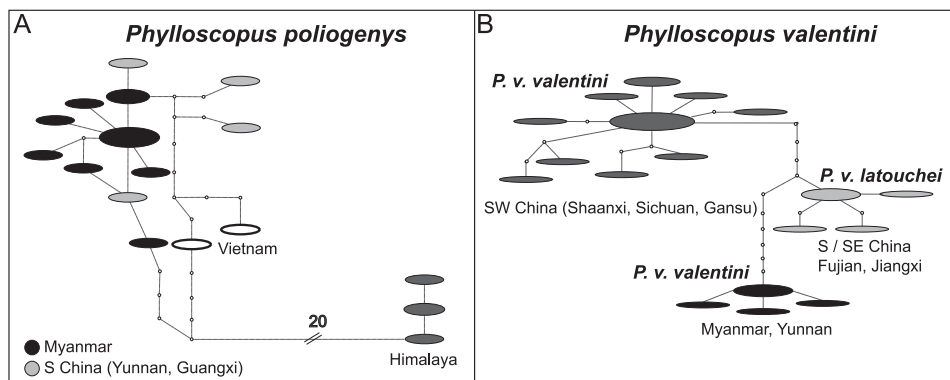 A
Phylloscopus poliogenys
Vietnam
20
Himalaya
Myanmar
S China (Yunnan, Guangxi)
B
Phylloscopus valentini
P. v. valentini
SW China (Shaanxi, Sichuan, Gansu)
P. v. latouchei
S / SE China
Fujian, Jiangxi
P. v. valentini
Myanmar, Yunnan